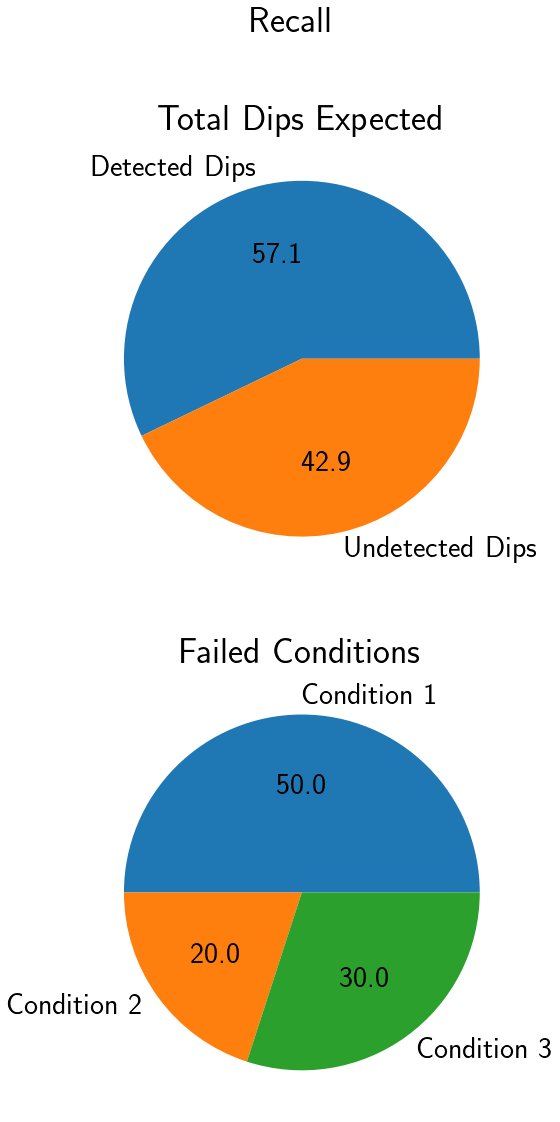 Recall
Total Dips Expected
Detected Dips
57.1
42.9
Undetected Dips
Failed Conditions
Condition 1
50.0
20.0
30.0
Condition 2
Condition 3